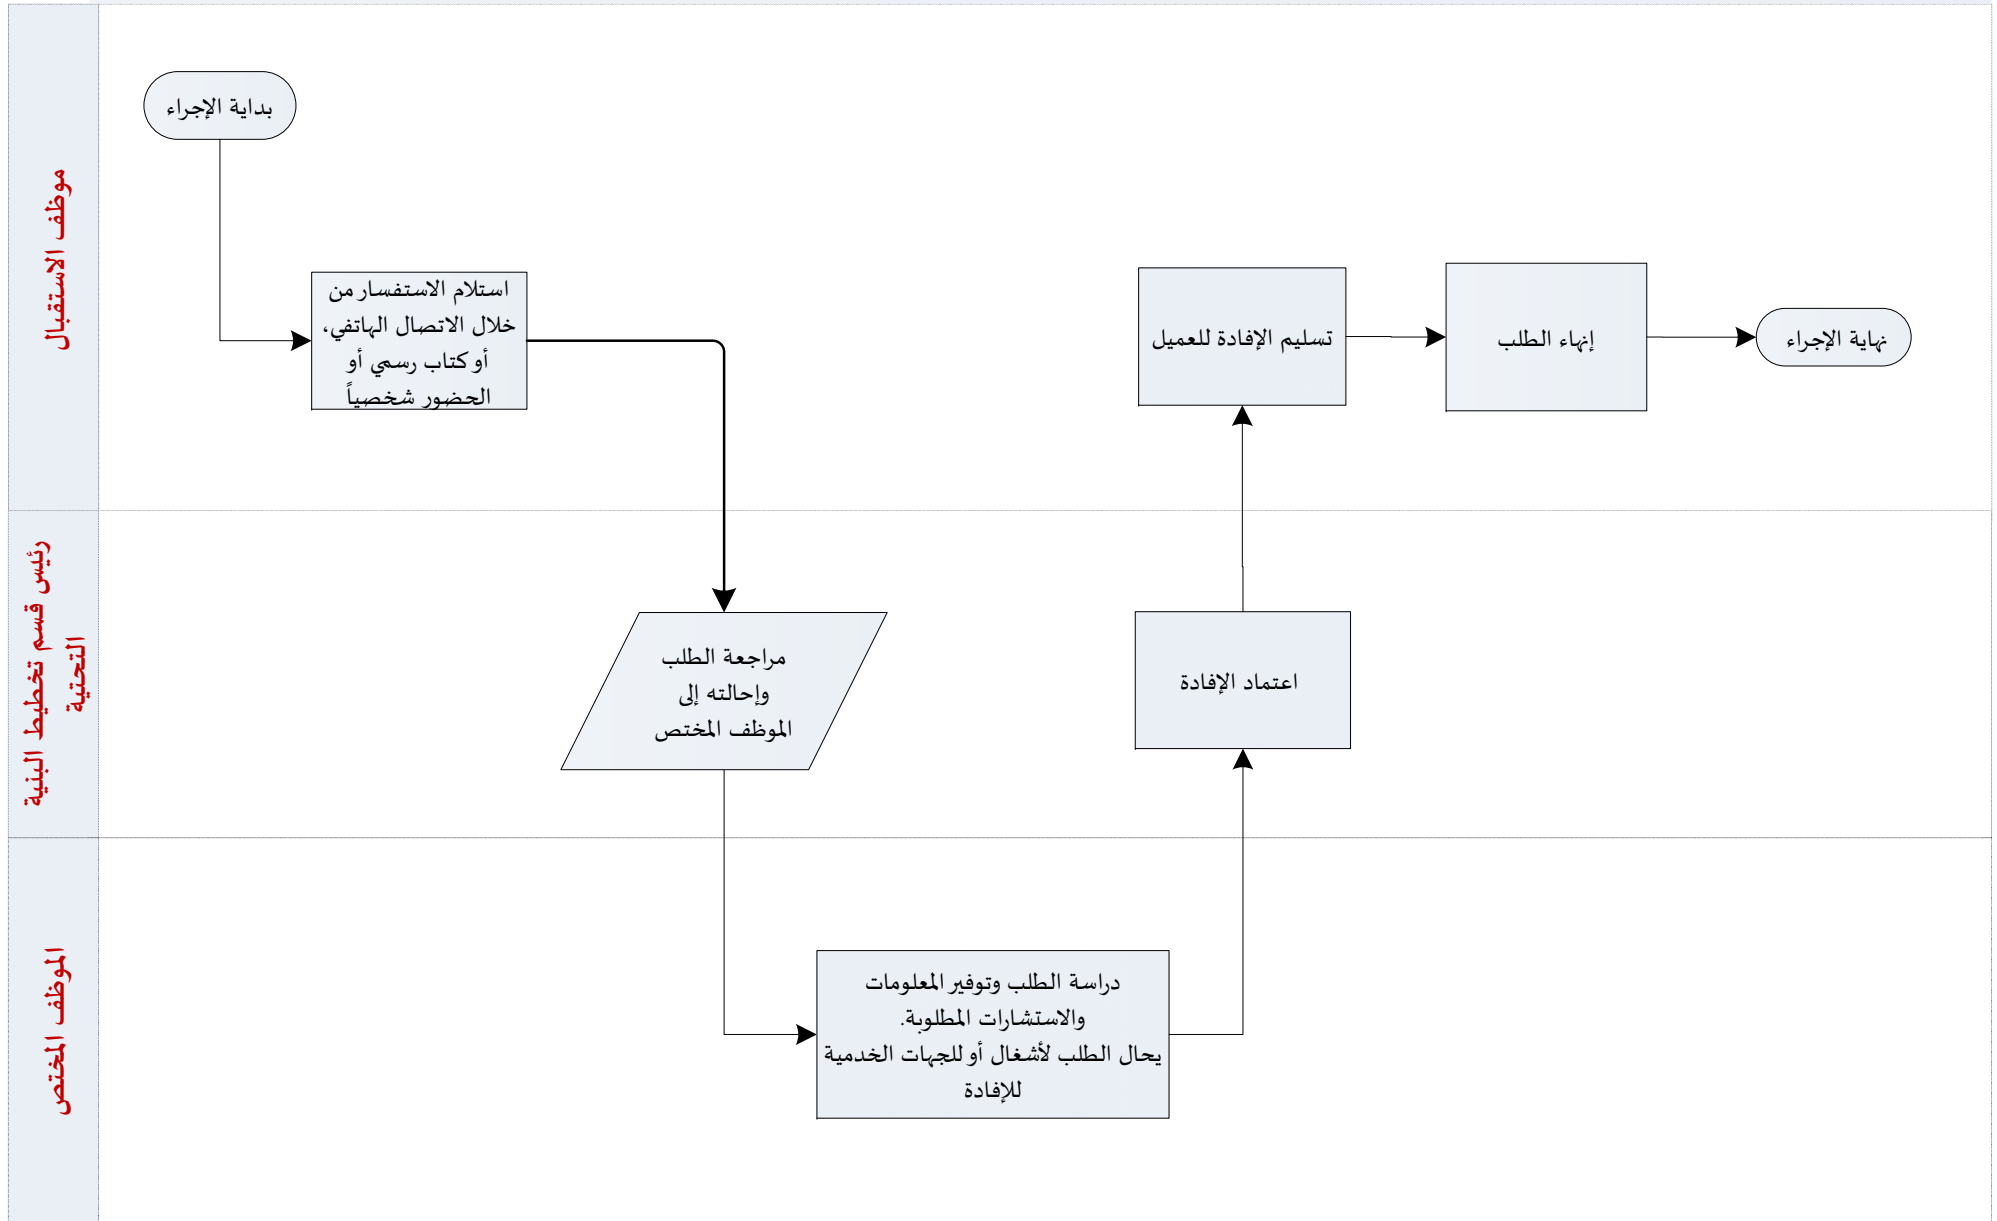 موظف الاستقبال
بداية الإجراء
استلام الاستفسار من
خلال الاتصال الهاتفي،
أو كتاب رسمي أو
الحضور شخصياً
تسليم الإفادة للعميل
إنهاء الطلب
نهاية الإجراء
رئيس قسم تخطيط البنية
التحتية
مراجعة الطلب
وإحالته إلى
الموظف المختص
اعتماد الإفادة
الموظف المختص
دراسة الطلب وتوفير المعلومات
والاستشارات المطلوبة.
يحال الطلب لأشغال أو للجهات الخدمية
للإفادة